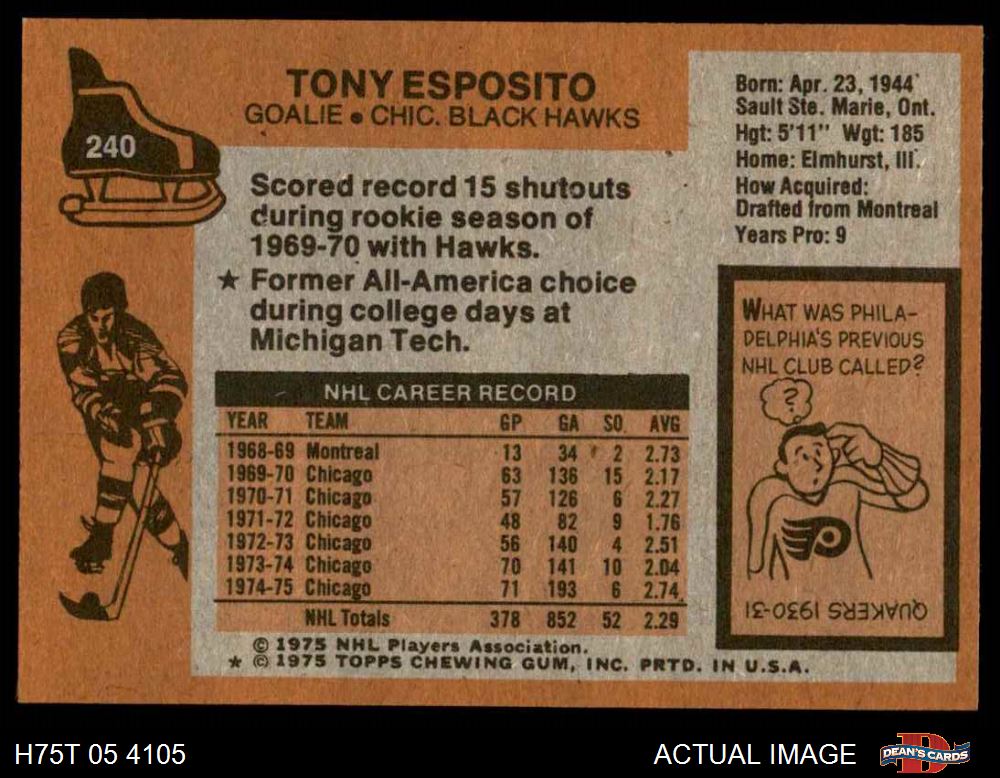 240
TONY ESPOSITO
GOALIE • CHIC. BLACK HAWKS
Born: Apr. 23, 1944
Sault Ste. Marie, Ont.
Hgt: 5'11" Wgt: 185
Home: Elmhurst, Ill.
How Acquired:
Drafted from Montreal
Years Pro: 9
Scored record 15 shutouts
during rookie season of
1969-70 with Hawks.
★ Former All-America choice
during college days at
Michigan Tech.
NHL CAREER RECORD
YEAR TEAM GP GA SO. AVG
1968-69 Montreal 13 34 2 2.73
1969-70 Chicago 63 136 15 2.17
1970-71 Chicago 57 126 6 2.27
1971-72 Chicago 48 82 9 1.76
1972-73 Chicago 56 140 4 2.51
1973-74 Chicago 70 141 10 2.04
1974-75 Chicago 71 193 6 2.74
NHL Totals 378 852 52 2.29
© 1975 NHL Players Association.
★ © 1975 TOPPS CHEWING GUM, INC. PRTD. IN U.S.A.
WHAT WAS PHILA-
DELPHIA'S PREVIOUS
NHL CLUB CALLED?
?
QUAKERS 1930-31
H75T 05 4105
ACTUAL IMAGE
DEAN'S CARDS